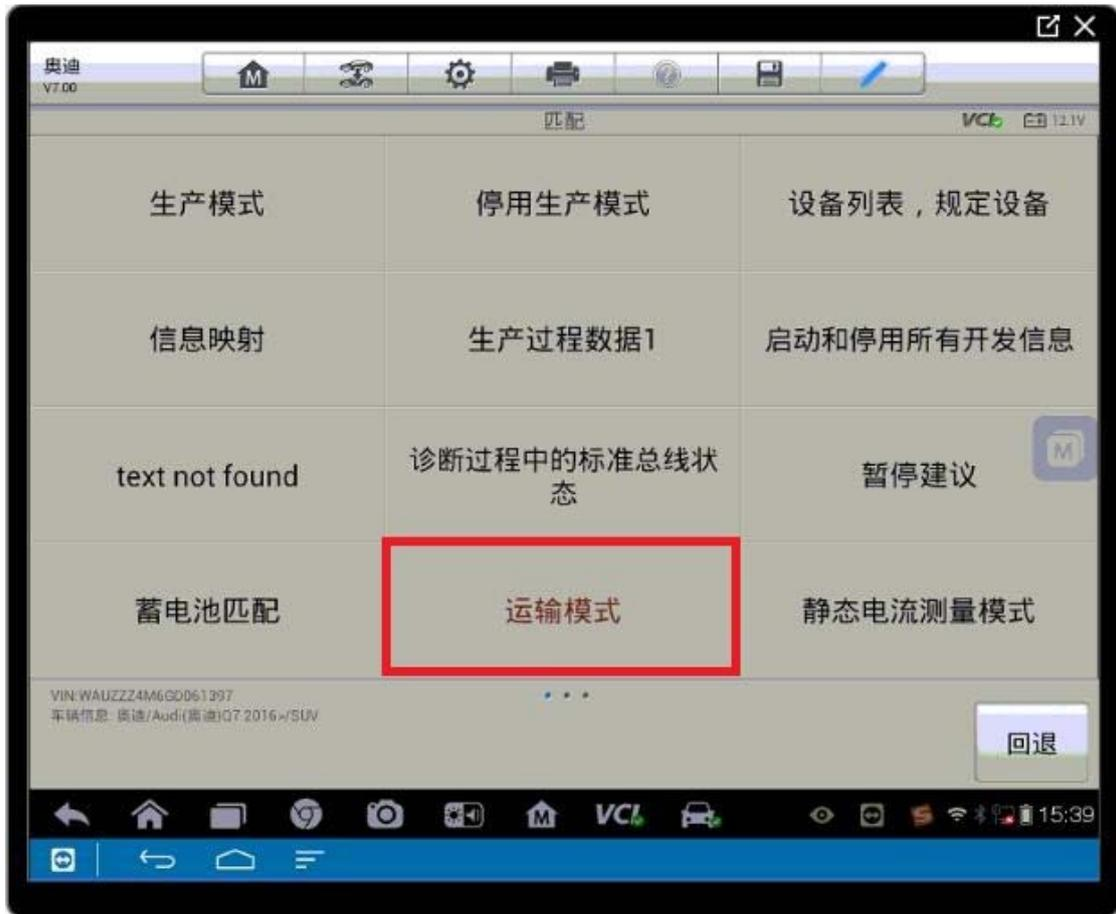 奥迪
V7.00
匹配
VCI 12.1V
生产模式
停用生产模式
设备列表，规定设备
信息映射
生产过程数据1
启动和停用所有开发信息
text not found
诊断过程中的标准总线状
态
暂停建议
蓄电池匹配
运输模式
静态电流测量模式
VIN:WAUZZZ4M6GD061397
车辆信息: 奥迪/Audi(奥迪)Q7 2016>/SUV
回退
VCI
15:39